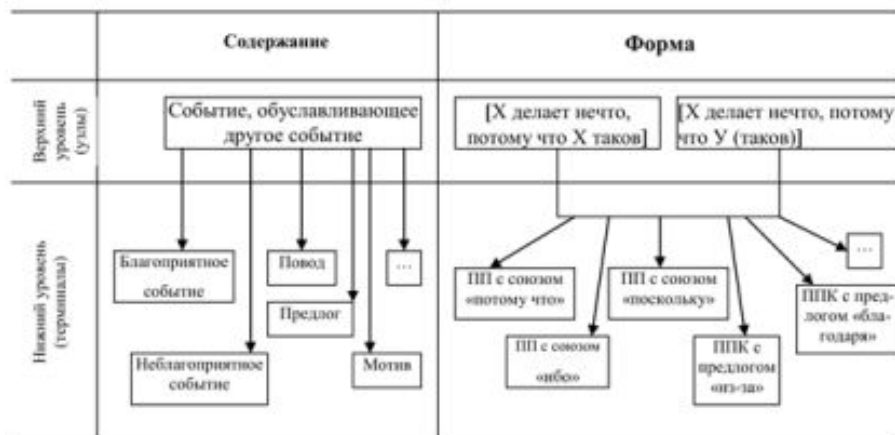 Содержание
Форма
Верхний
уровень
(узлы)
Событие, обуславливающее
другое событие
[X делает нечто,
потому что X таков]
[X делает нечто, потому
что У (таков)]
Нижний уровень
(терминалы)
Благоприятное
событие
Повод
...
Предлог
Неблагоприятное
событие
Мотив
ПП с союзом
«потому что»
ПП с союзом
«поскольку»
...
ППК с пред-
логом «бла-
годаря»
ПП с союзом
«ибо»
ППК с
предлогом
«из-за»